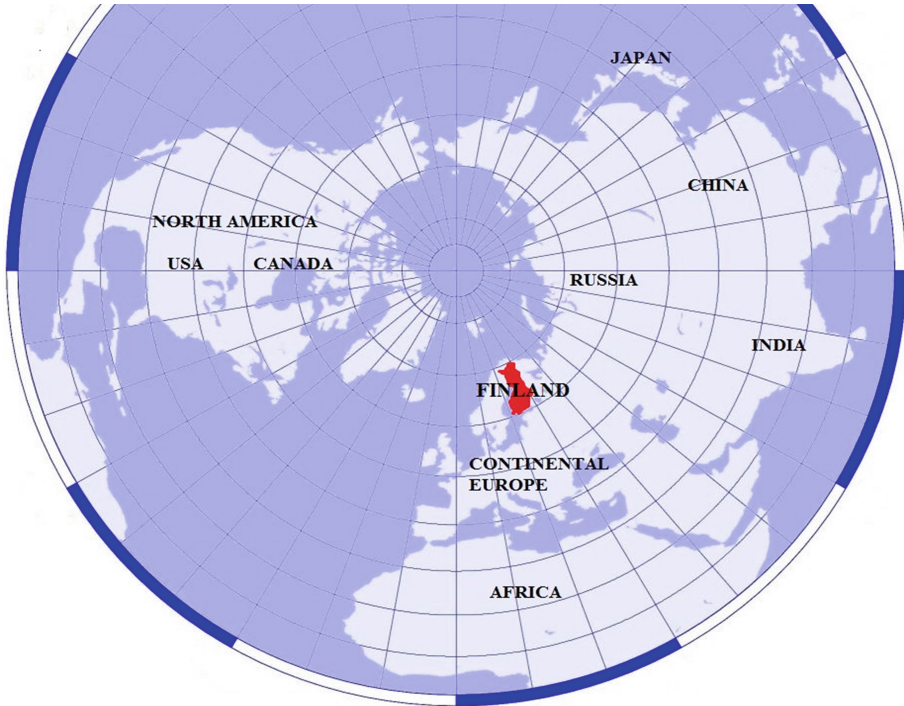 JAPAN
CHINA
NORTH AMERICA
USA
CANADA
RUSSIA
INDIA
FINLAND
CONTINENTAL
EUROPE
AFRICA